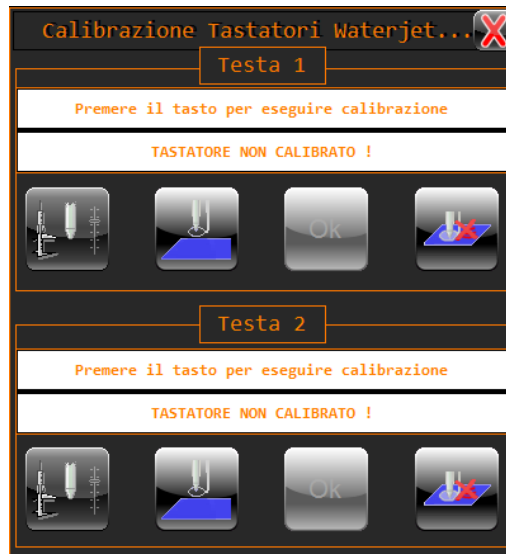 Calibrazione Tastatori Waterjet...
Testa 1
Premere il tasto per eseguire calibrazione
TASTATORE NON CALIBRATO !
Ok
Testa 2
Premere il tasto per eseguire calibrazione
TASTATORE NON CALIBRATO !
Ok